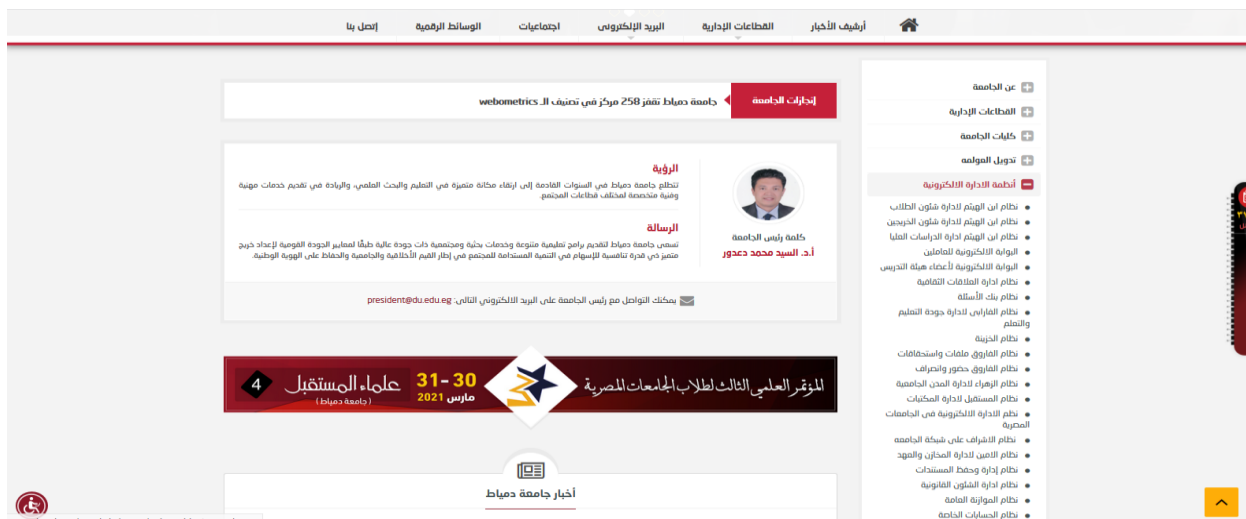 أرشيف الأخبار
القطاعات الإدارية
البريد الإلكترونى
اجتماعيات
الوسائط الرقمية
إتصل بنا
عن الجامعة
القطاعات الإدارية
كليات الجامعة
تدويل العولمه
أنظمة الادارة الالكترونية
نظام ابن الهيثم لادارة شئون الطلاب
نظام ابن الهيثم لادارة شئون الخريجين
نظام ابن الهيثم ادارة الدراسات العليا
البوابة الالكترونية للعاملين
البوابة الالكترونية لأعضاء هيئة التدريس
نظام ادارة العلاقات الثقافية
نظام بنك الأسئلة
نظام الفارابى لادارة جودة التعليم
والتعلم
نظام الخزينة
نظام الفاروق ملفات واستحقاقات
نظام الفاروق حضور وانصراف
نظام الزهراء لادارة المدن الجامعية
نظام المستقبل لادارة المكتبات
نظم الادارة الالكترونية فى الجامعات
المصرية
نظام الاشراف على شبكة الجامعه
نظام الامين لادارة المخازن والعهد
نظام إدارة وحفظ المستندات
نظام ادارة الشئون القانونية
نظام الموازنة العامة
نظام الحسابات الخاصة
إنجازات الجامعة
جامعة دمياط تقفز 258 مركز في تصنيف الـ webometrics
كلمة رئيس الجامعة
أ.د. السيد محمد دعدور
الرؤية
تتطلع جامعة دمياط في السنوات القادمة إلى ارتقاء مكانة متميزة في التعليم والبحث العلمي، والريادة في تقديم خدمات مهنية
وفنية متخصصة لمختلف قطاعات المجتمع.
الرسالة
تسعى جامعة دمياط لتقديم برامج تعليمية متنوعة وخدمات بحثية ومجتمعية ذات جودة عالية طبقًا لمعايير الجودة القومية لإعداد خريج
متميز ذي قدرة تنافسية للإسهام في التنمية المستدامة للمجتمع في إطار القيم الأخلاقية والجامعية والحفاظ على الهوية الوطنية.
يمكنك التواصل مع رئيس الجامعة على البريد الالكتروني التالى: president@du.edu.eg
المؤتمر العلمي الثالث لطلاب الجامعات المصرية
30-31
مارس 2021
علماء المستقبل 4
(جامعة دمياط)
أخبار جامعة دمياط